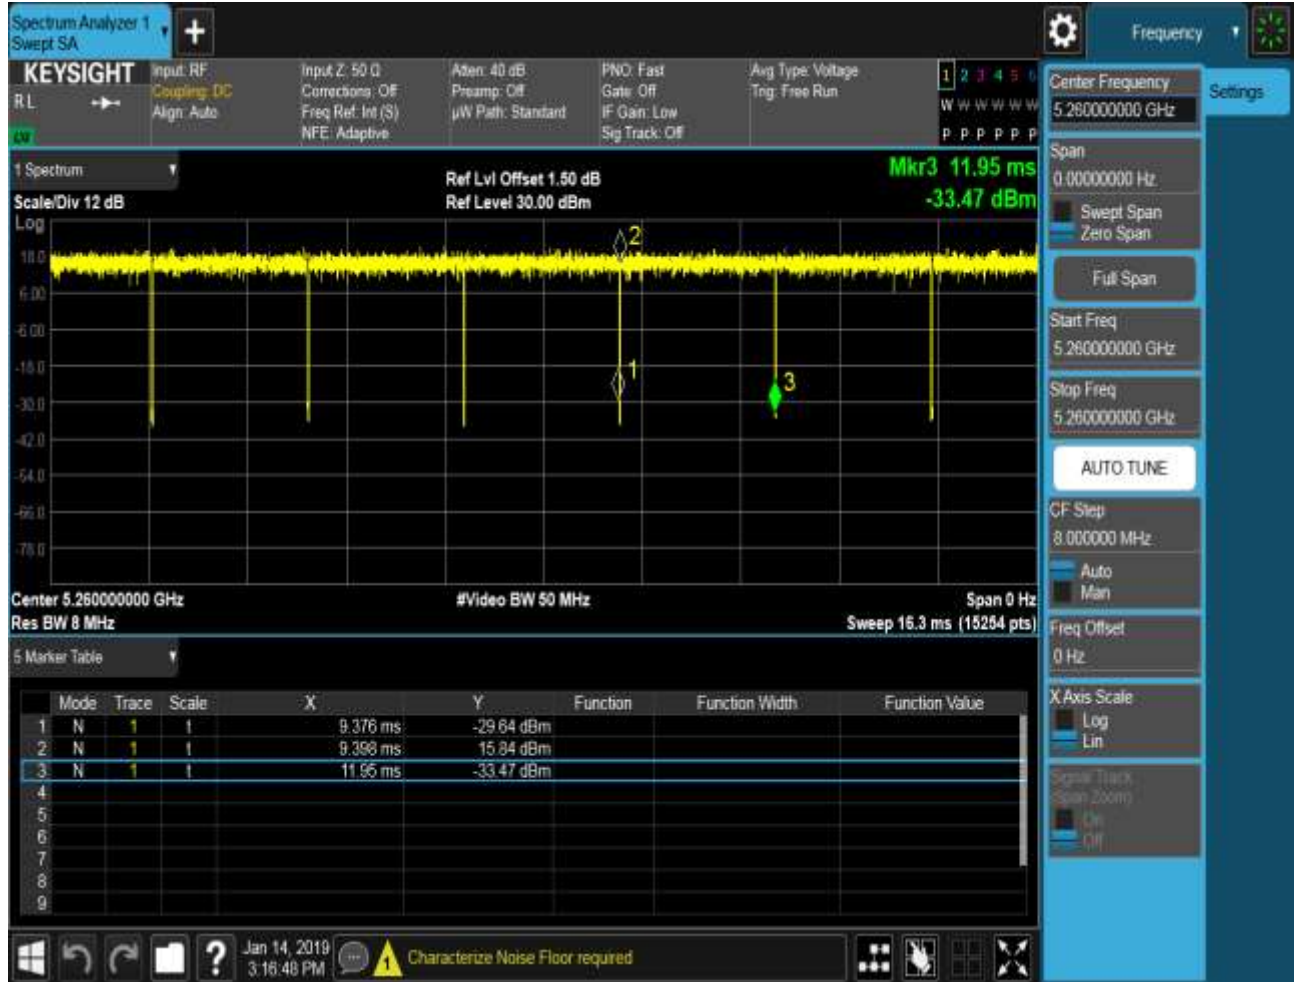 Spectrum Analyzer 1
Swept SA
+
Frequency
KEYSIGHT
Input: RF
Coupling: DC
Align: Auto
Input Z: 50 Ω
Corrections: Off
Freq Ref: Int (S)
NFE: Adaptive
Atten: 40 dB
Preamp: Off
µW Path: Standard
PNO: Fast
Gate: Off
IF Gain: Low
Sig Track: Off
Avg Type: Voltage
Trig: Free Run
1 2 3 4 5 6
W W W W W W
P P P P P P
RL
LXI
1 Spectrum
Scale/Div 12 dB
Ref Lvl Offset 1.50 dB
Ref Level 30.00 dBm
Mkr3 11.95 ms
-33.47 dBm
Log
18.0
6.00
-6.00
-18.0
-30.0
-42.0
-54.0
-66.0
-78.0
2
1
3
Center 5.260000000 GHz
#Video BW 50 MHz
Span 0 Hz
Res BW 8 MHz
Sweep 16.3 ms (15254 pts)
5 Marker Table
Mode Trace Scale X Y Function Function Width Function Value
1 N 1 t 9.376 ms -29.64 dBm
2 N 1 t 9.398 ms 15.84 dBm
3 N 1 t 11.95 ms -33.47 dBm
4
5
6
7
8
9
Center Frequency
5.260000000 GHz
Settings
Span
0.00000000 Hz
Swept Span
Zero Span
Full Span
Start Freq
5.260000000 GHz
Stop Freq
5.260000000 GHz
AUTO TUNE
CF Step
8.000000 MHz
Auto
Man
Freq Offset
0 Hz
X Axis Scale
Log
Lin
Signal Track
(Span Zoom)
On
Off
?
Jan 14, 2019
3:16:48 PM
1
Characterize Noise Floor required